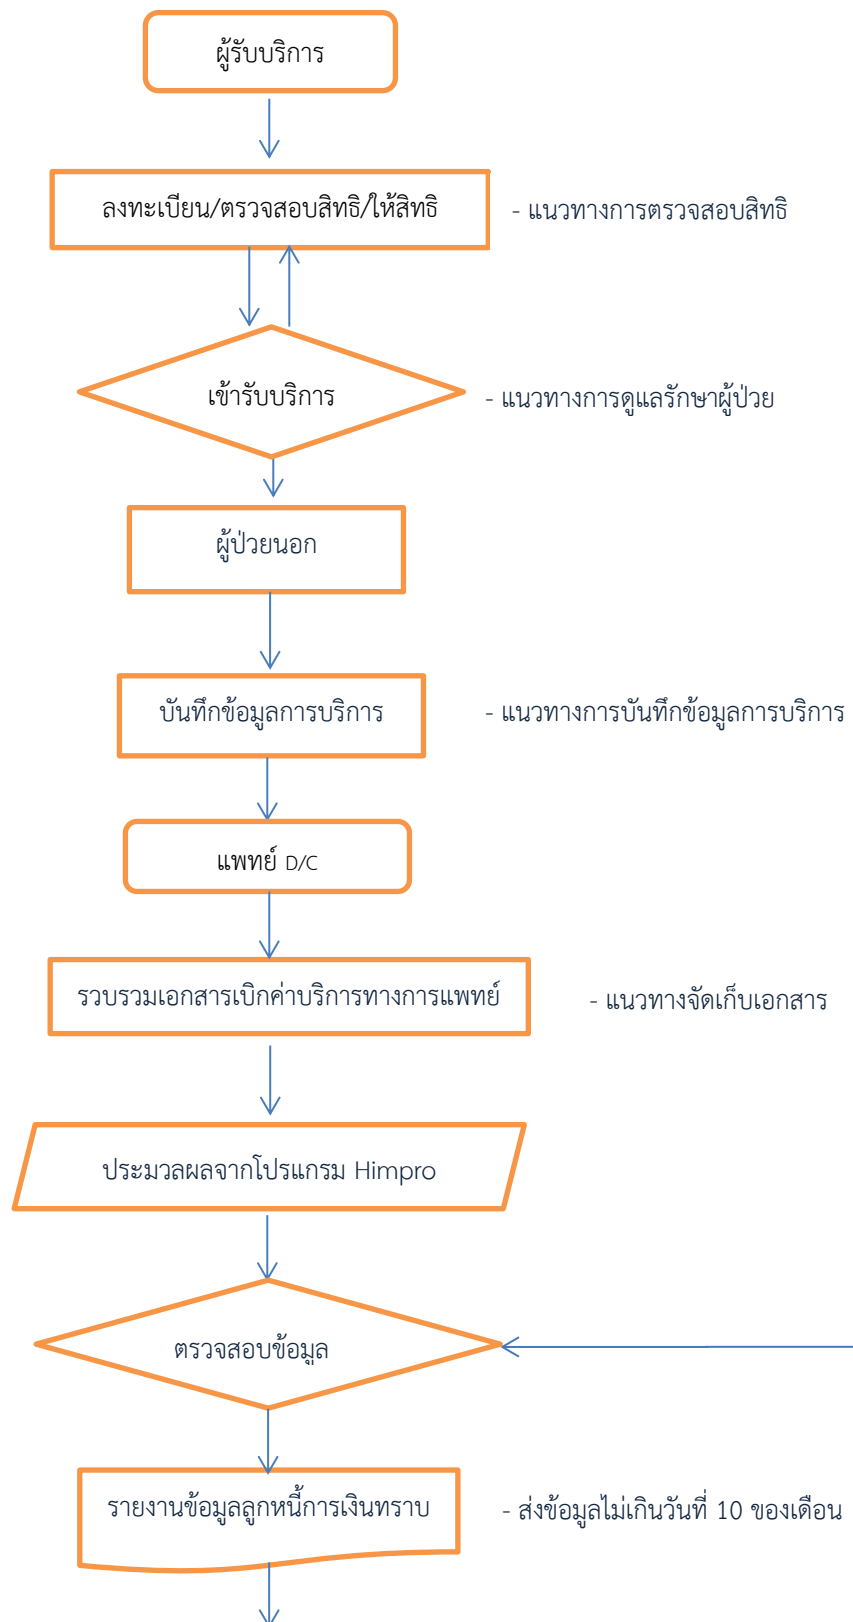 ผู้รับบริการ
ลงทะเบียน/ตรวจสอบสิทธิ/ให้สิทธิ
- แนวทางการตรวจสอบสิทธิ
เข้ารับบริการ
- แนวทางการดูแลรักษาผู้ป่วย
ผู้ป่วยนอก
บันทึกข้อมูลการบริการ
- แนวทางการบันทึกข้อมูลการบริการ
แพทย์ D/C
รวบรวมเอกสารเบิกค่าบริการทางการแพทย์
- แนวทางจัดเก็บเอกสาร
ประมวลผลจากโปรแกรม Himpro
ตรวจสอบข้อมูล
รายงานข้อมูลลูกหนี้การเงินทราบ
- ส่งข้อมูลไม่เกินวันที่ 10 ของเดือน